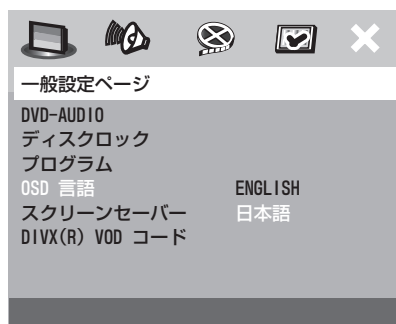 一般設定ページ
DVD-AUDIO
ディスクロック
プログラム
OSD 言語 ENGLISH
スクリーンセーバー 日本語
DIVX(R) VOD コード